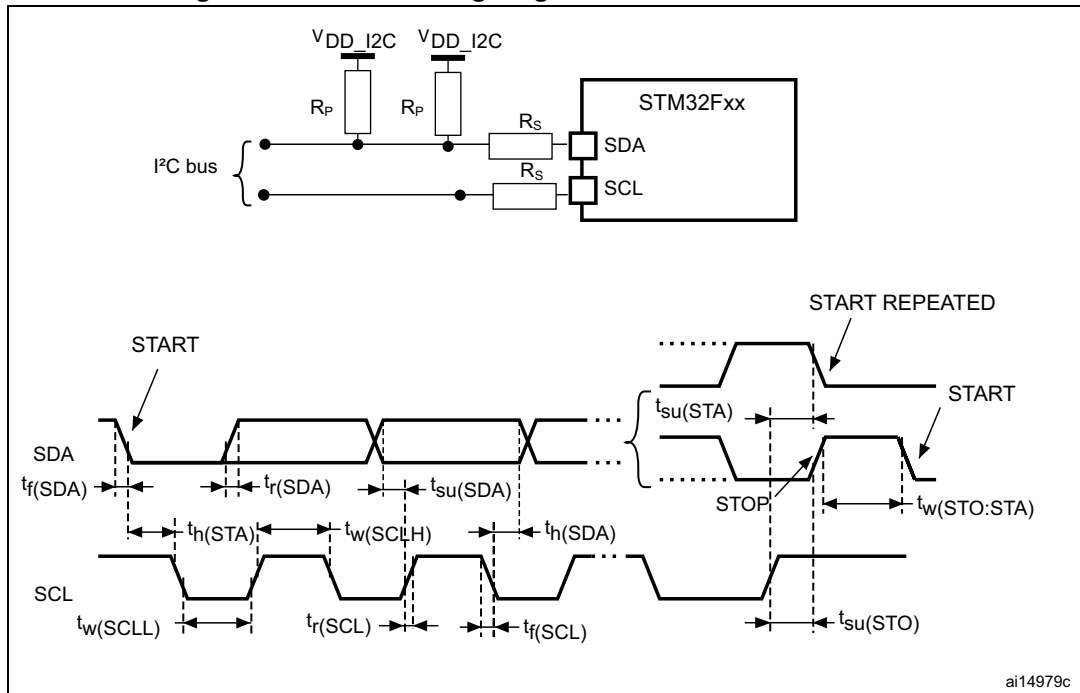 VDD_I2C VDD_I2C
STM32Fxx
RP RP RS
SDA
I²C bus
RS
SCL
START REPEATED
START
tsu(STA)
START
SDA
tf(SDA) tr(SDA) tsu(SDA)
STOP
tw(STO:STA)
th(STA) tw(SCLH) th(SDA)
SCL
tw(SCLL) tr(SCL) tf(SCL) tsu(STO)
ai14979c